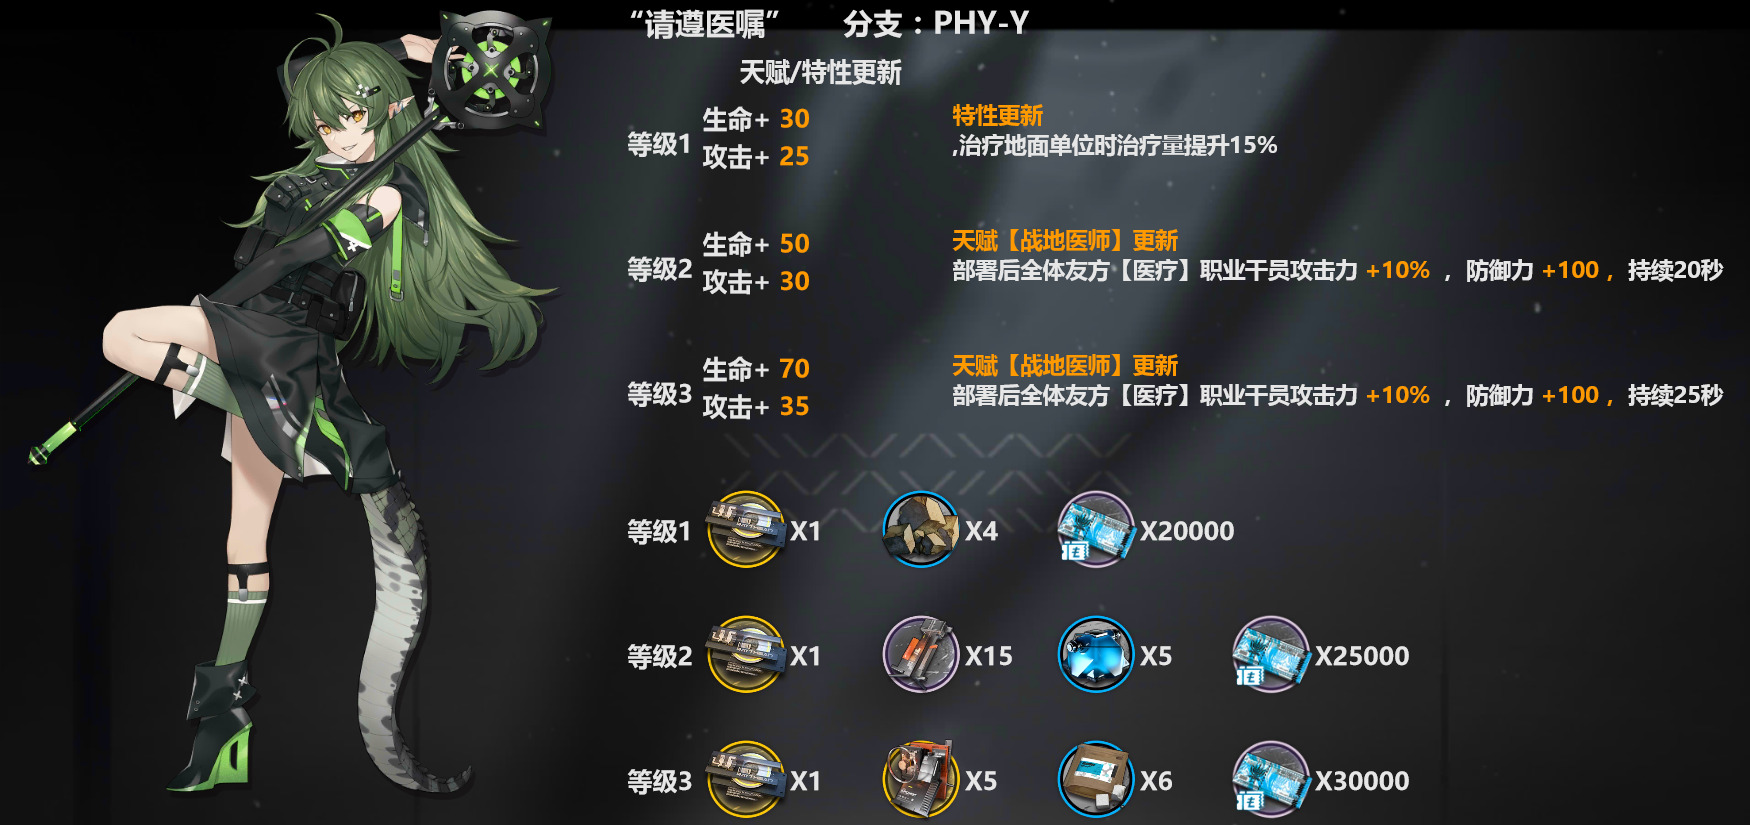 “请遵医嘱” 分支：PHY-Y
天赋/特性更新
等级1
生命+ 30
攻击+ 25
特性更新
,治疗地面单位时治疗量提升15%
等级2
生命+ 50
攻击+ 30
天赋【战地医师】更新
部署后全体友方【医疗】职业干员攻击力 +10% ， 防御力 +100 ， 持续20秒
等级3
生命+ 70
攻击+ 35
天赋【战地医师】更新
部署后全体友方【医疗】职业干员攻击力 +10% ， 防御力 +100 ， 持续25秒
等级1 X1 X4 X20000
等级2 X1 X15 X5 X25000
等级3 X1 X5 X6 X30000